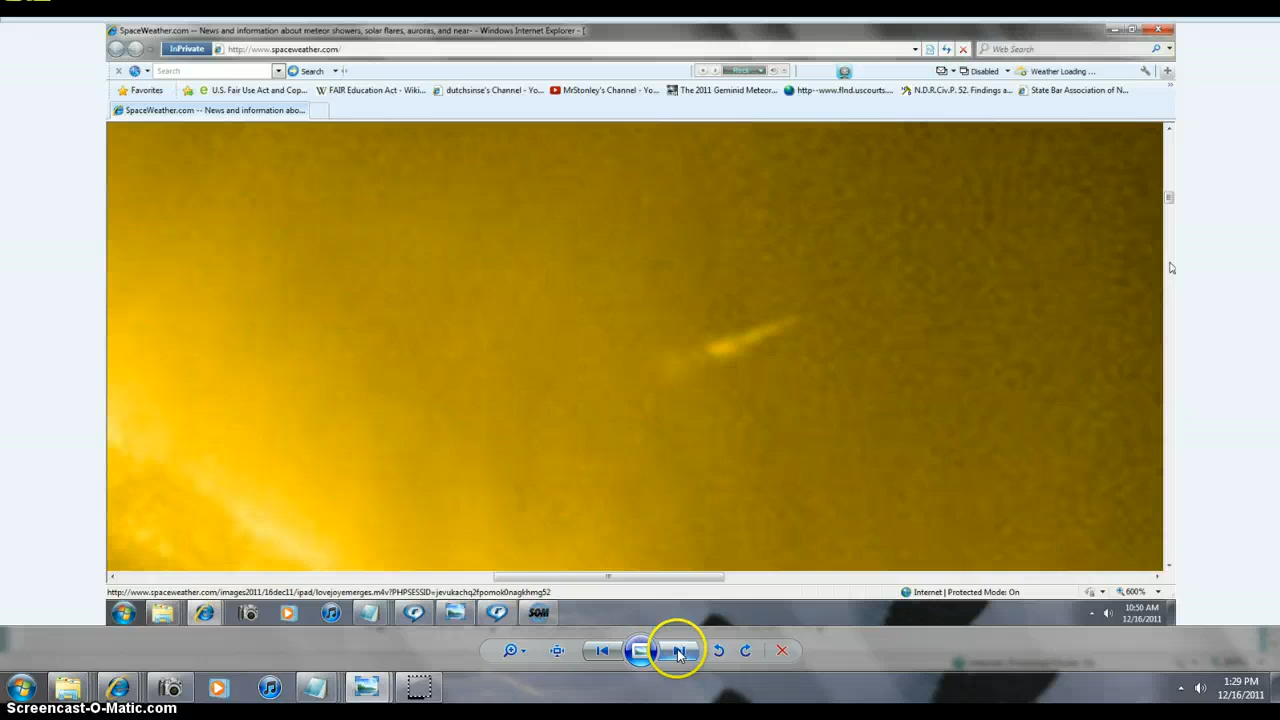 SpaceWeather.com -- News and information about meteor showers, solar flares, auroras, and near- - Windows Internet Explorer - [
InPrivate http://www.spaceweather.com/ Web Search
Search Search Rock Disabled Weather Loading ...
Favorites U.S. Fair Use Act and Cop... FAIR Education Act - Wiki... dutchsinse's Channel - Yo... MrStonley's Channel - Yo... The 2011 Geminid Meteor... http--www.flnd.uscourts.... N.D.R.Civ.P. 52. Findings a... State Bar Association of N...
SpaceWeather.com -- News and information abo...
http://www.spaceweather.com/images2011/16dec11/ipad/lovejoyemerges.m4v?PHPSESSID=jevukachq2fpomok0nagkhmg52 Internet | Protected Mode: On 600%
SOM 10:50 AM
12/16/2011
1:29 PM
12/16/2011
Screencast-O-Matic.com